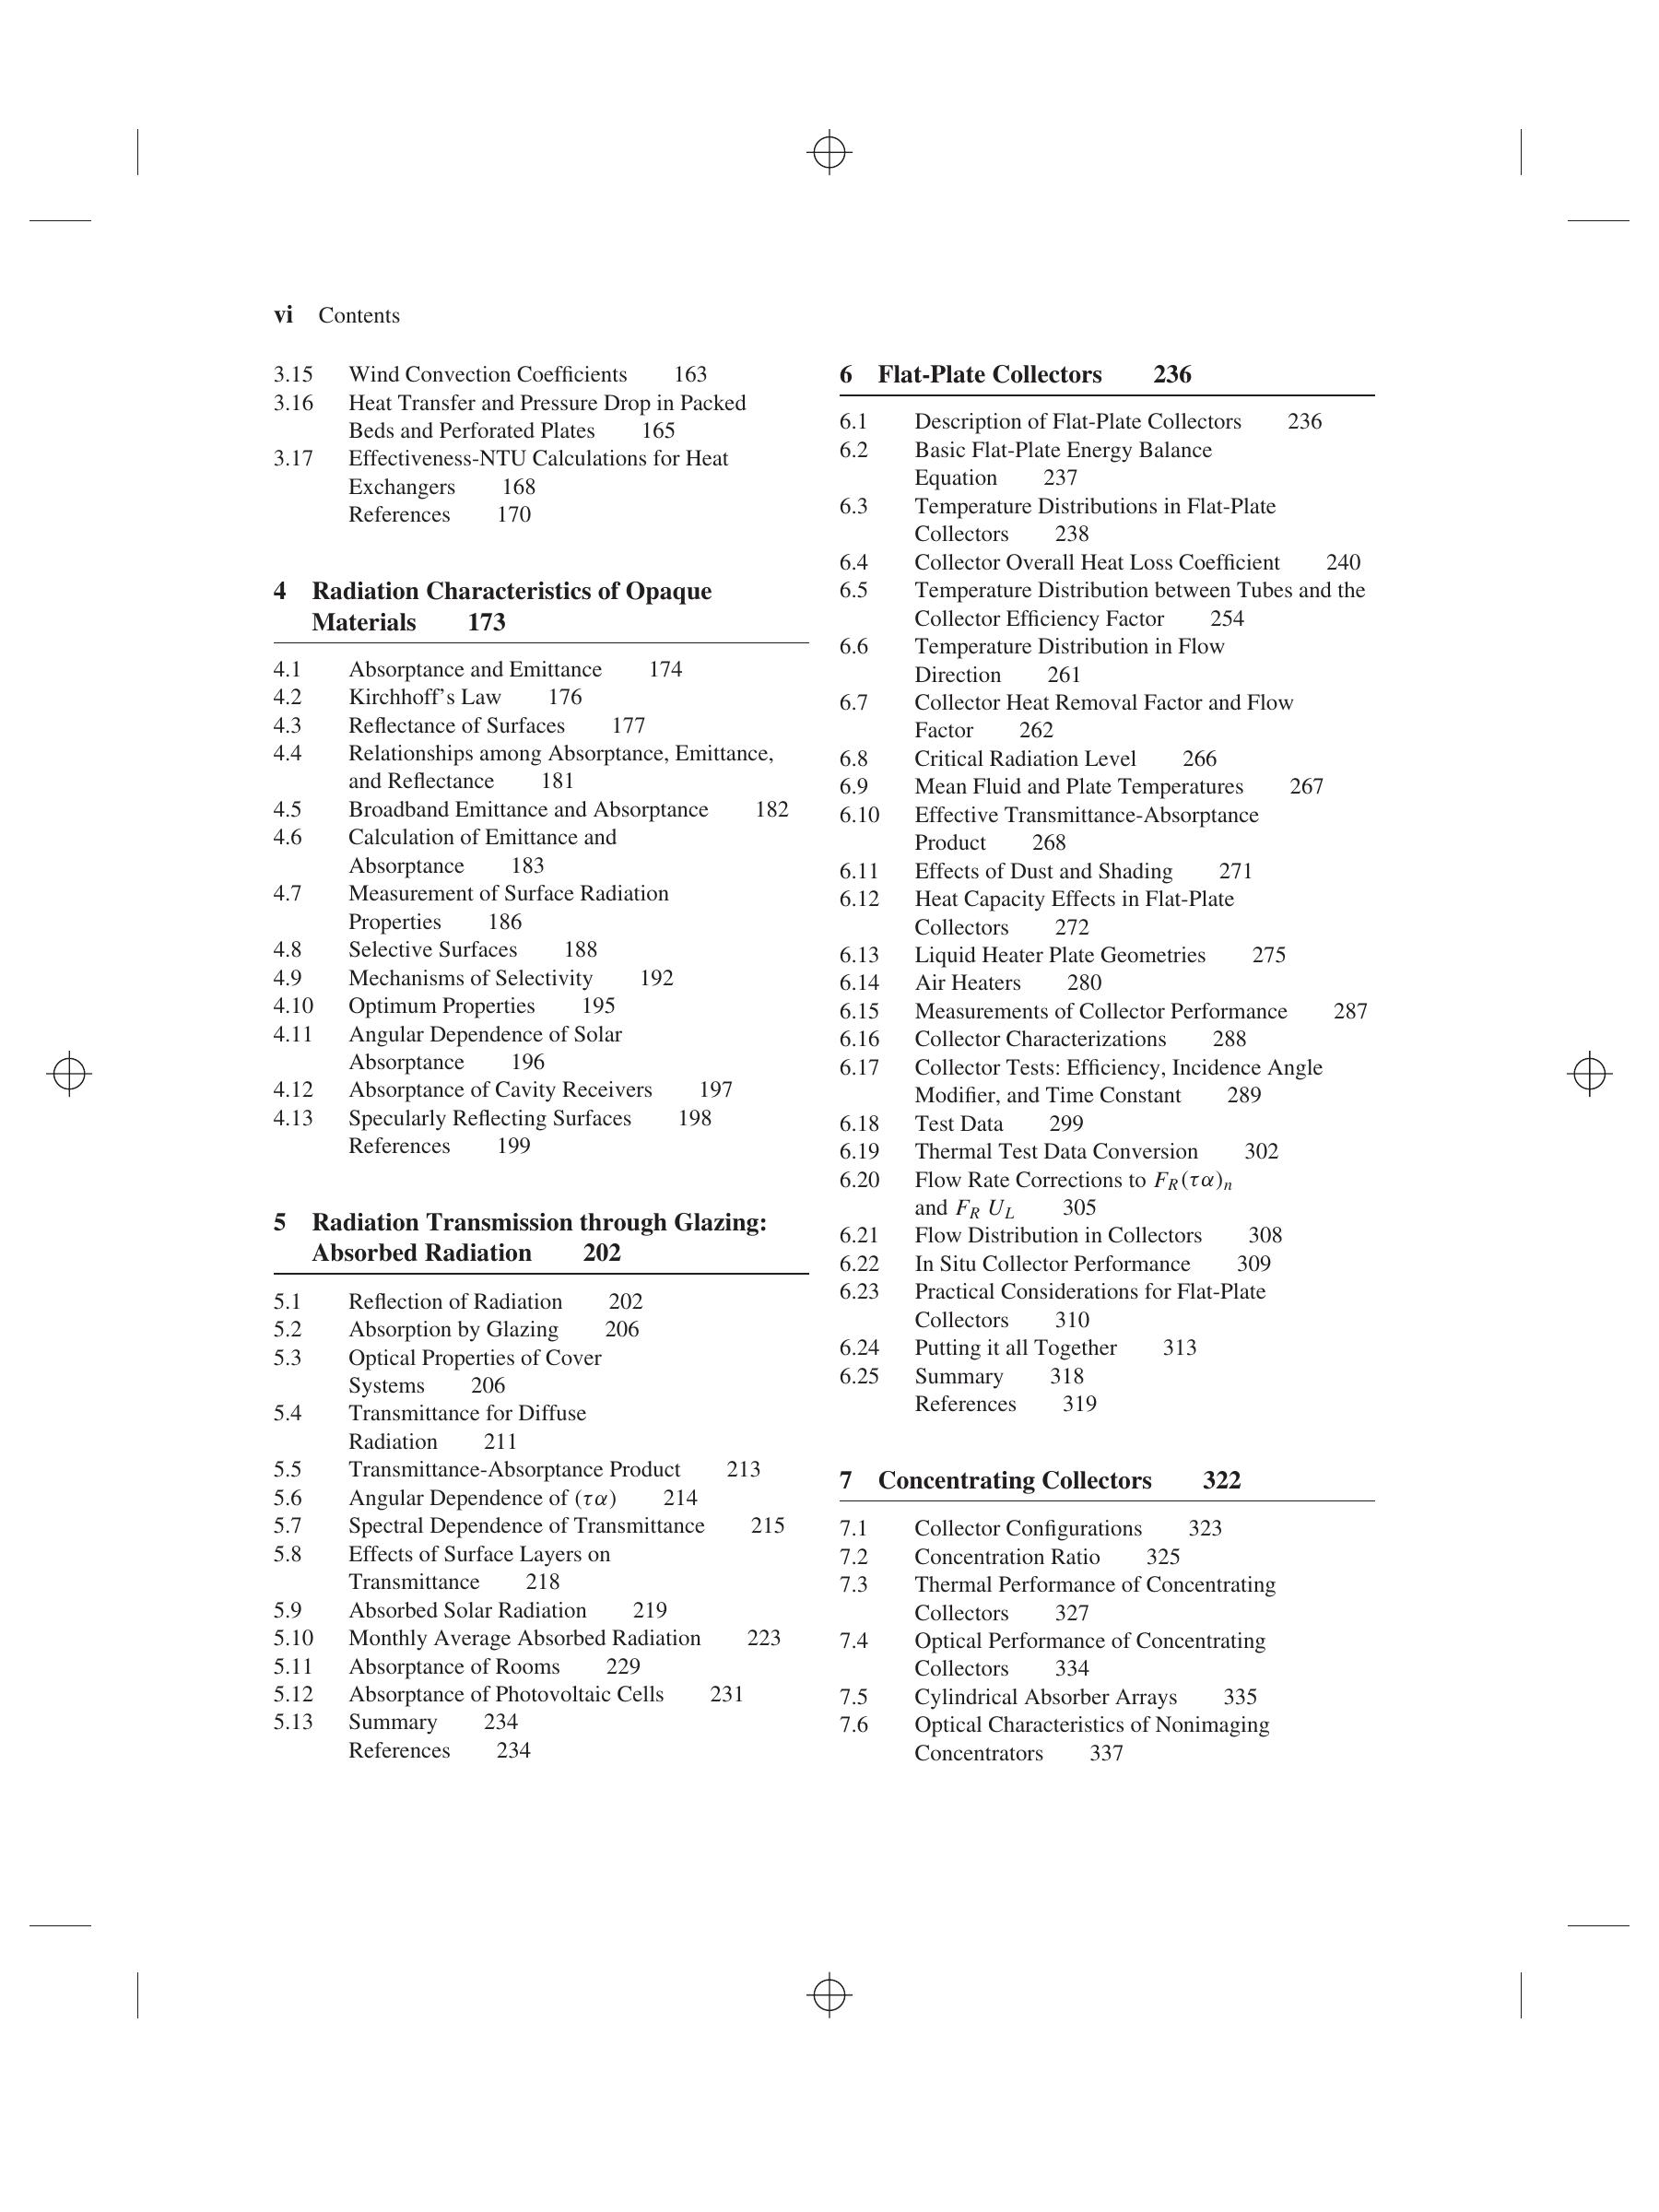 vi Contents
3.15 Wind Convection Coefficients 163
3.16 Heat Transfer and Pressure Drop in Packed
Beds and Perforated Plates 165
3.17 Effectiveness-NTU Calculations for Heat
Exchangers 168
References 170
4 Radiation Characteristics of Opaque
Materials 173
4.1 Absorptance and Emittance 174
4.2 Kirchhoff’s Law 176
4.3 Reflectance of Surfaces 177
4.4 Relationships among Absorptance, Emittance,
and Reflectance 181
4.5 Broadband Emittance and Absorptance 182
4.6 Calculation of Emittance and
Absorptance 183
4.7 Measurement of Surface Radiation
Properties 186
4.8 Selective Surfaces 188
4.9 Mechanisms of Selectivity 192
4.10 Optimum Properties 195
4.11 Angular Dependence of Solar
Absorptance 196
4.12 Absorptance of Cavity Receivers 197
4.13 Specularly Reflecting Surfaces 198
References 199
5 Radiation Transmission through Glazing:
Absorbed Radiation 202
5.1 Reflection of Radiation 202
5.2 Absorption by Glazing 206
5.3 Optical Properties of Cover
Systems 206
5.4 Transmittance for Diffuse
Radiation 211
5.5 Transmittance-Absorptance Product 213
5.6 Angular Dependence of (τα) 214
5.7 Spectral Dependence of Transmittance 215
5.8 Effects of Surface Layers on
Transmittance 218
5.9 Absorbed Solar Radiation 219
5.10 Monthly Average Absorbed Radiation 223
5.11 Absorptance of Rooms 229
5.12 Absorptance of Photovoltaic Cells 231
5.13 Summary 234
References 234
6 Flat-Plate Collectors 236
6.1 Description of Flat-Plate Collectors 236
6.2 Basic Flat-Plate Energy Balance
Equation 237
6.3 Temperature Distributions in Flat-Plate
Collectors 238
6.4 Collector Overall Heat Loss Coefficient 240
6.5 Temperature Distribution between Tubes and the
Collector Efficiency Factor 254
6.6 Temperature Distribution in Flow
Direction 261
6.7 Collector Heat Removal Factor and Flow
Factor 262
6.8 Critical Radiation Level 266
6.9 Mean Fluid and Plate Temperatures 267
6.10 Effective Transmittance-Absorptance
Product 268
6.11 Effects of Dust and Shading 271
6.12 Heat Capacity Effects in Flat-Plate
Collectors 272
6.13 Liquid Heater Plate Geometries 275
6.14 Air Heaters 280
6.15 Measurements of Collector Performance 287
6.16 Collector Characterizations 288
6.17 Collector Tests: Efficiency, Incidence Angle
Modifier, and Time Constant 289
6.18 Test Data 299
6.19 Thermal Test Data Conversion 302
6.20 Flow Rate Corrections to F_R(τα)_n
and F_R U_L 305
6.21 Flow Distribution in Collectors 308
6.22 In Situ Collector Performance 309
6.23 Practical Considerations for Flat-Plate
Collectors 310
6.24 Putting it all Together 313
6.25 Summary 318
References 319
7 Concentrating Collectors 322
7.1 Collector Configurations 323
7.2 Concentration Ratio 325
7.3 Thermal Performance of Concentrating
Collectors 327
7.4 Optical Performance of Concentrating
Collectors 334
7.5 Cylindrical Absorber Arrays 335
7.6 Optical Characteristics of Nonimaging
Concentrators 337